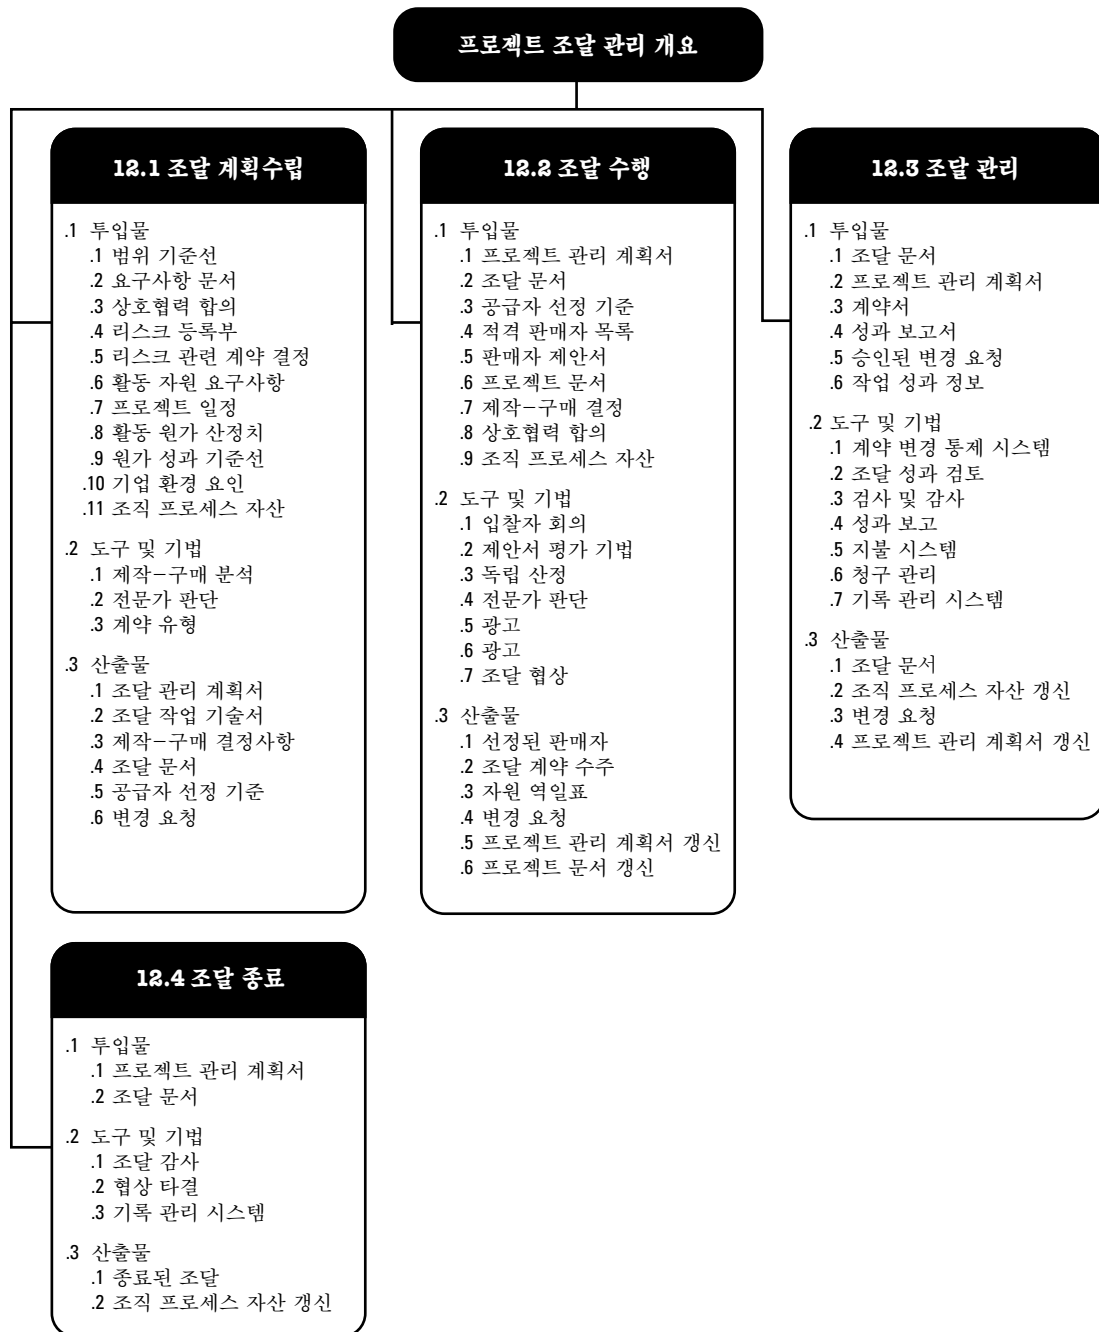 프로젝트 조달 관리 개요
12.1 조달 계획수립
.1 투입물
.1 범위 기준선
.2 요구사항 문서
.3 상호협력 합의
.4 리스크 등록부
.5 리스크 관련 계약 결정
.6 활동 자원 요구사항
.7 프로젝트 일정
.8 활동 원가 산정치
.9 원가 성과 기준선
.10 기업 환경 요인
.11 조직 프로세스 자산
.2 도구 및 기법
.1 제작-구매 분석
.2 전문가 판단
.3 계약 유형
.3 산출물
.1 조달 관리 계획서
.2 조달 작업 기술서
.3 제작-구매 결정사항
.4 조달 문서
.5 공급자 선정 기준
.6 변경 요청
12.2 조달 수행
.1 투입물
.1 프로젝트 관리 계획서
.2 조달 문서
.3 공급자 선정 기준
.4 적격 판매자 목록
.5 판매자 제안서
.6 프로젝트 문서
.7 제작-구매 결정
.8 상호협력 합의
.9 조직 프로세스 자산
.2 도구 및 기법
.1 입찰자 회의
.2 제안서 평가 기법
.3 독립 산정
.4 전문가 판단
.5 광고
.6 광고
.7 조달 협상
.3 산출물
.1 선정된 판매자
.2 조달 계약 수주
.3 자원 역일표
.4 변경 요청
.5 프로젝트 관리 계획서 갱신
.6 프로젝트 문서 갱신
12.3 조달 관리
.1 투입물
.1 조달 문서
.2 프로젝트 관리 계획서
.3 계약서
.4 성과 보고서
.5 승인된 변경 요청
.6 작업 성과 정보
.2 도구 및 기법
.1 계약 변경 통제 시스템
.2 조달 성과 검토
.3 검사 및 감사
.4 성과 보고
.5 지불 시스템
.6 청구 관리
.7 기록 관리 시스템
.3 산출물
.1 조달 문서
.2 조직 프로세스 자산 갱신
.3 변경 요청
.4 프로젝트 관리 계획서 갱신
12.4 조달 종료
.1 투입물
.1 프로젝트 관리 계획서
.2 조달 문서
.2 도구 및 기법
.1 조달 감사
.2 협상 타결
.3 기록 관리 시스템
.3 산출물
.1 종료된 조달
.2 조직 프로세스 자산 갱신